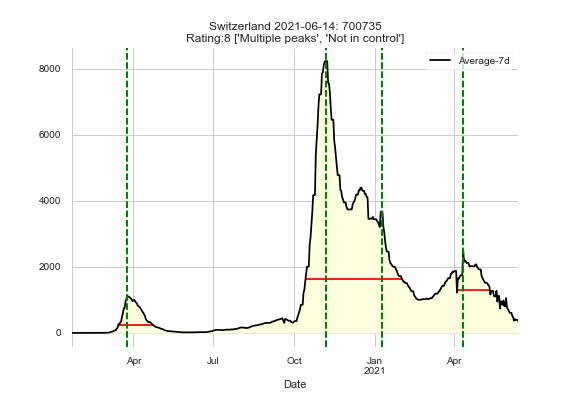 Switzerland 2021-06-14: 700735
Rating:8 ['Multiple peaks', 'Not in control']
Average-7d
8000
6000
4000
2000
0
Apr
Jul
Oct
Jan
2021
Apr
Date